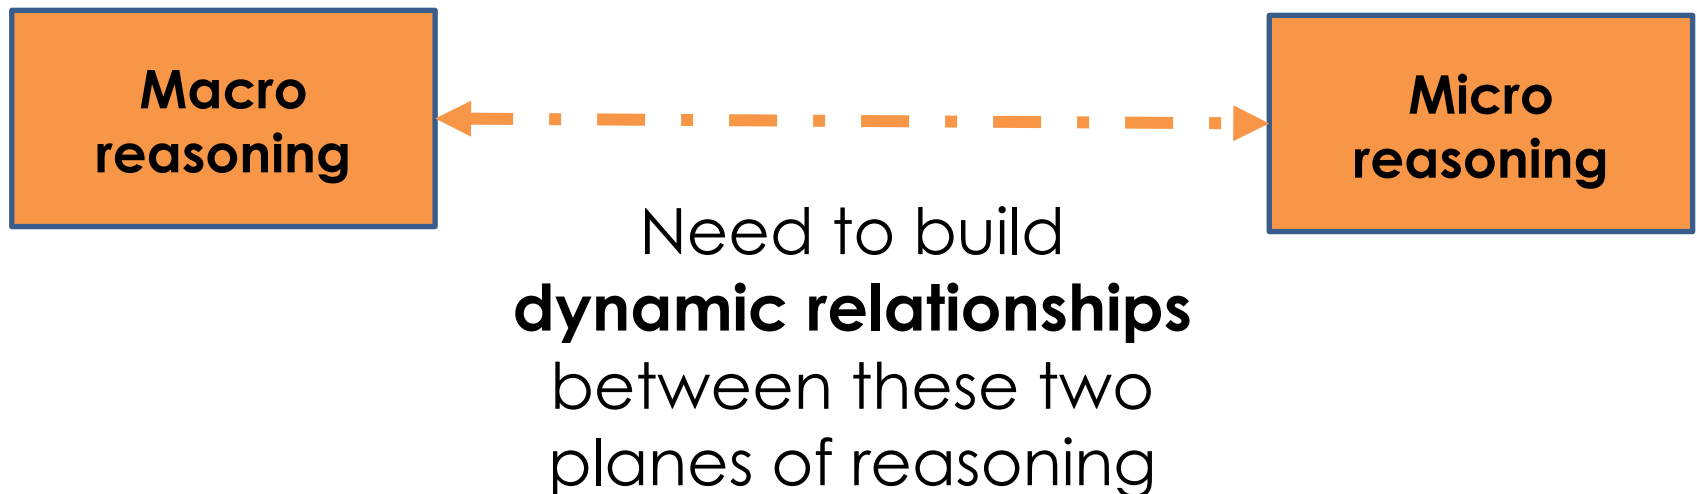 Macro
reasoning
Micro
reasoning
Need to build
dynamic relationships
between these two
planes of reasoning